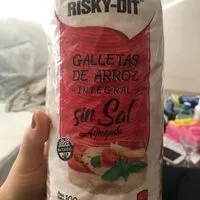 RISKY-DIT
GALLETAS
DE ARROZ
-INTEGRAL-
sin Sal
Agregada